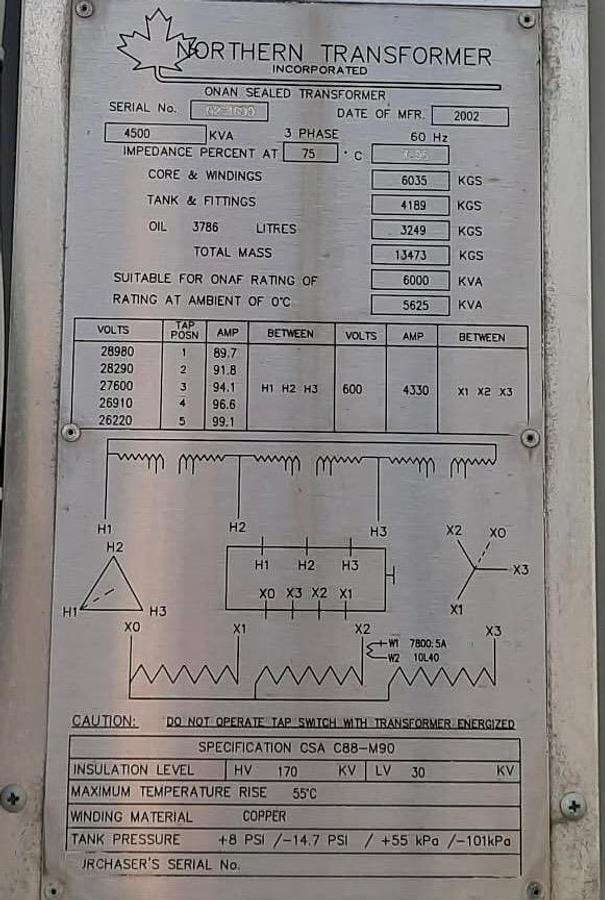 NORTHERN TRANSFORMER
INCORPORATED
ONAN SEALED TRANSFORMER
SERIAL No. DATE OF MFR. 2002
4500 KVA 3 PHASE 60 Hz
IMPEDANCE PERCENT AT 75 °C
CORE & WINDINGS 6035 KGS
TANK & FITTINGS 4189 KGS
OIL 3786 LITRES 3249 KGS
TOTAL MASS 13473 KGS
SUITABLE FOR ONAF RATING OF 6000 KVA
RATING AT AMBIENT OF 0°C 5625 KVA
VOLTS TAP POSN AMP BETWEEN VOLTS AMP BETWEEN
28980 1 89.7
28290 2 91.8
27600 3 94.1 H1 H2 H3 600 4330 X1 X2 X3
26910 4 96.6
26220 5 99.1
H1 H2 H3
H2
H1 H3
H1 H2 H3
X0 X3 X2 X1
X2 X0
X3
X1
X0 X1 X2 X3
W1 7800:5A
W2 10L40
CAUTION: DO NOT OPERATE TAP SWITCH WITH TRANSFORMER ENERGIZED
SPECIFICATION CSA C88-M90
INSULATION LEVEL HV 170 KV LV 30 KV
MAXIMUM TEMPERATURE RISE 55°C
WINDING MATERIAL COPPER
TANK PRESSURE +8 PSI /-14.7 PSI / +55 kPa /-101kPa
JRCHASER'S SERIAL No.